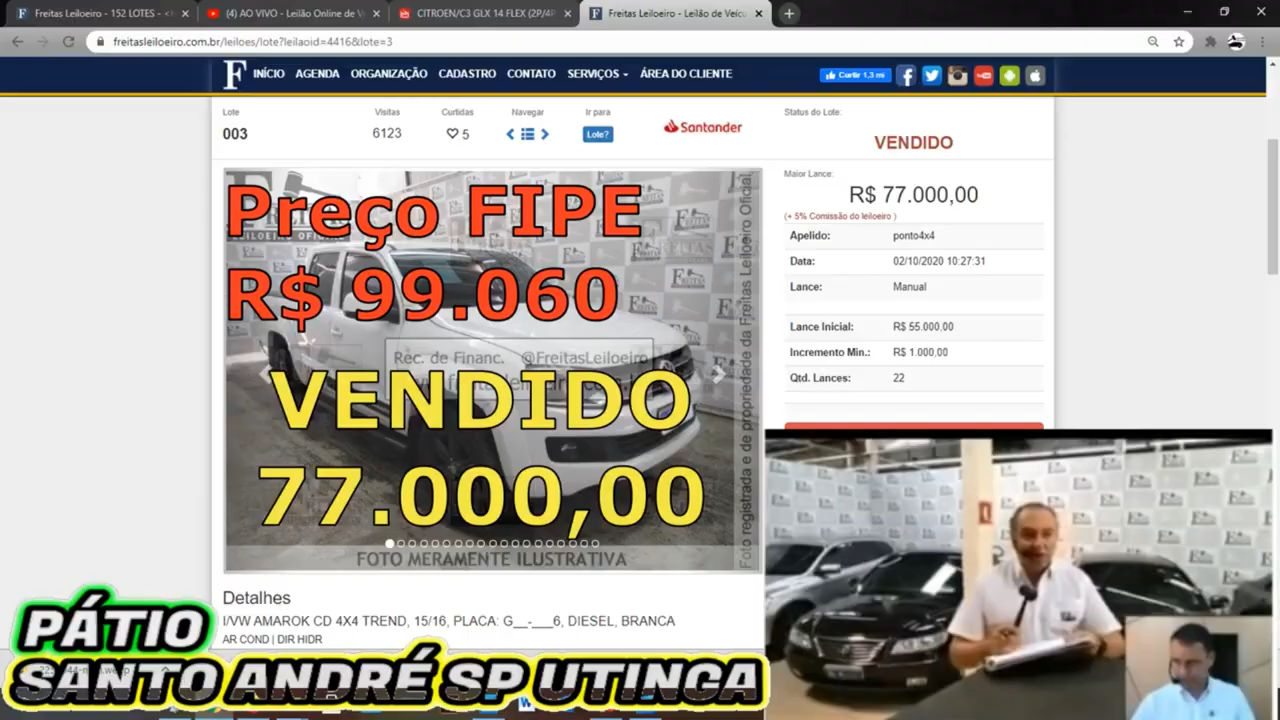 Freitas Leiloeiro - 152 LOTES -
(4) AO VIVO - Leilão Online de V
CITROEN/C3 GLX 14 FLEX (2P/4P
Freitas Leiloeiro - Leilão de Veícu
freitasleiloeiro.com.br/leiloes/lote?leilaoid=4416&lote=3
F INÍCIO AGENDA ORGANIZAÇÃO CADASTRO CONTATO SERVIÇOS ÁREA DO CLIENTE
Curtir 1,3 mi
Lote Visitas Curtidas Navegar Ir para
003 6123 5 Lote?
Santander
Status do Lote:
VENDIDO
Maior Lance:
R$ 77.000,00
(+ 5% Comissão do leiloeiro )
Apelido: ponto4x4
Data: 02/10/2020 10:27:31
Lance: Manual
Lance Inicial: R$ 55.000,00
Incremento Min.: R$ 1.000,00
Qtd. Lances: 22
Preço FIPE
R$ 99.060
Rec. de Financ. @FreitasLeiloeiro
VENDIDO
77.000,00
Foto registrada e de propriedade da Freitas Leiloeiro Oficial
FOTO MERAMENTE ILUSTRATIVA
Detalhes
I/VW AMAROK CD 4X4 TREND, 15/16, PLACA: G__-___6, DIESEL, BRANCA
AR COND | DIR HIDR
PÁTIO
SANTO ANDRÉ SP UTINGA